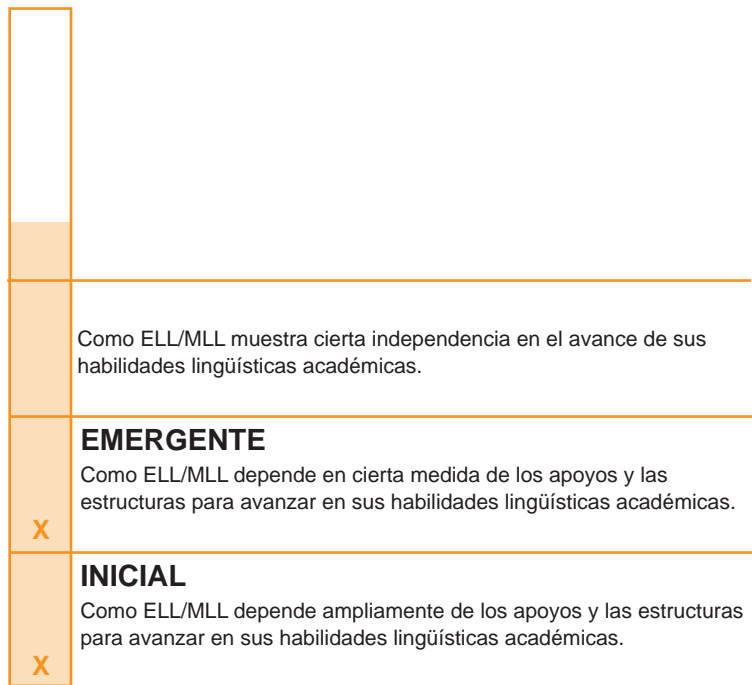 Como ELL/MLL muestra cierta independencia en el avance de sus
habilidades lingüísticas académicas.
EMERGENTE
Como ELL/MLL depende en cierta medida de los apoyos y las
estructuras para avanzar en sus habilidades lingüísticas académicas.
X
INICIAL
Como ELL/MLL depende ampliamente de los apoyos y las estructuras
para avanzar en sus habilidades lingüísticas académicas.
X